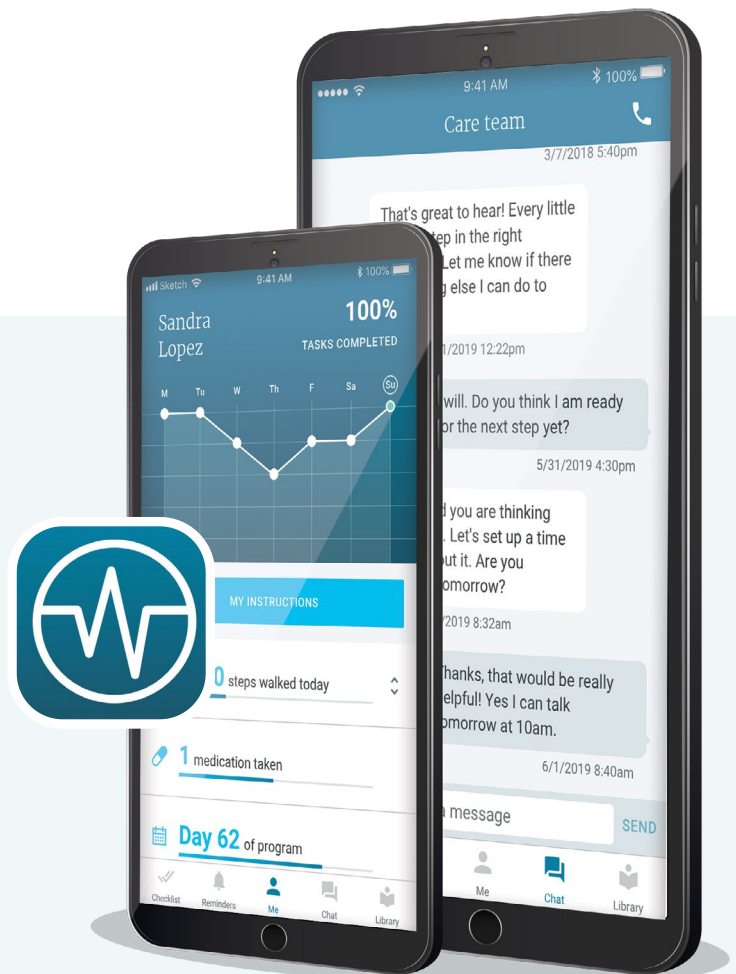 9:41 AM
100%
Care team
3/7/2018 5:40pm
That's great to hear! Every little
step in the right
Let me know if there
else I can do to
/2019 12:22pm
will. Do you think I am ready
for the next step yet?
5/31/2019 4:30pm
you are thinking
. Let's set up a time
out it. Are you
tomorrow?
/2019 8:32am
Thanks, that would be really
helpful! Yes I can talk
tomorrow at 10am.
6/1/2019 8:40am
a message
SEND
Me
Chat
Library
Sketch
9:41 AM
100%
Sandra
Lopez
100%
TASKS COMPLETED
M Tu W Th F Sa Su
MY INSTRUCTIONS
0 steps walked today
1 medication taken
Day 62 of program
Checklist
Reminders
Me
Chat
Library